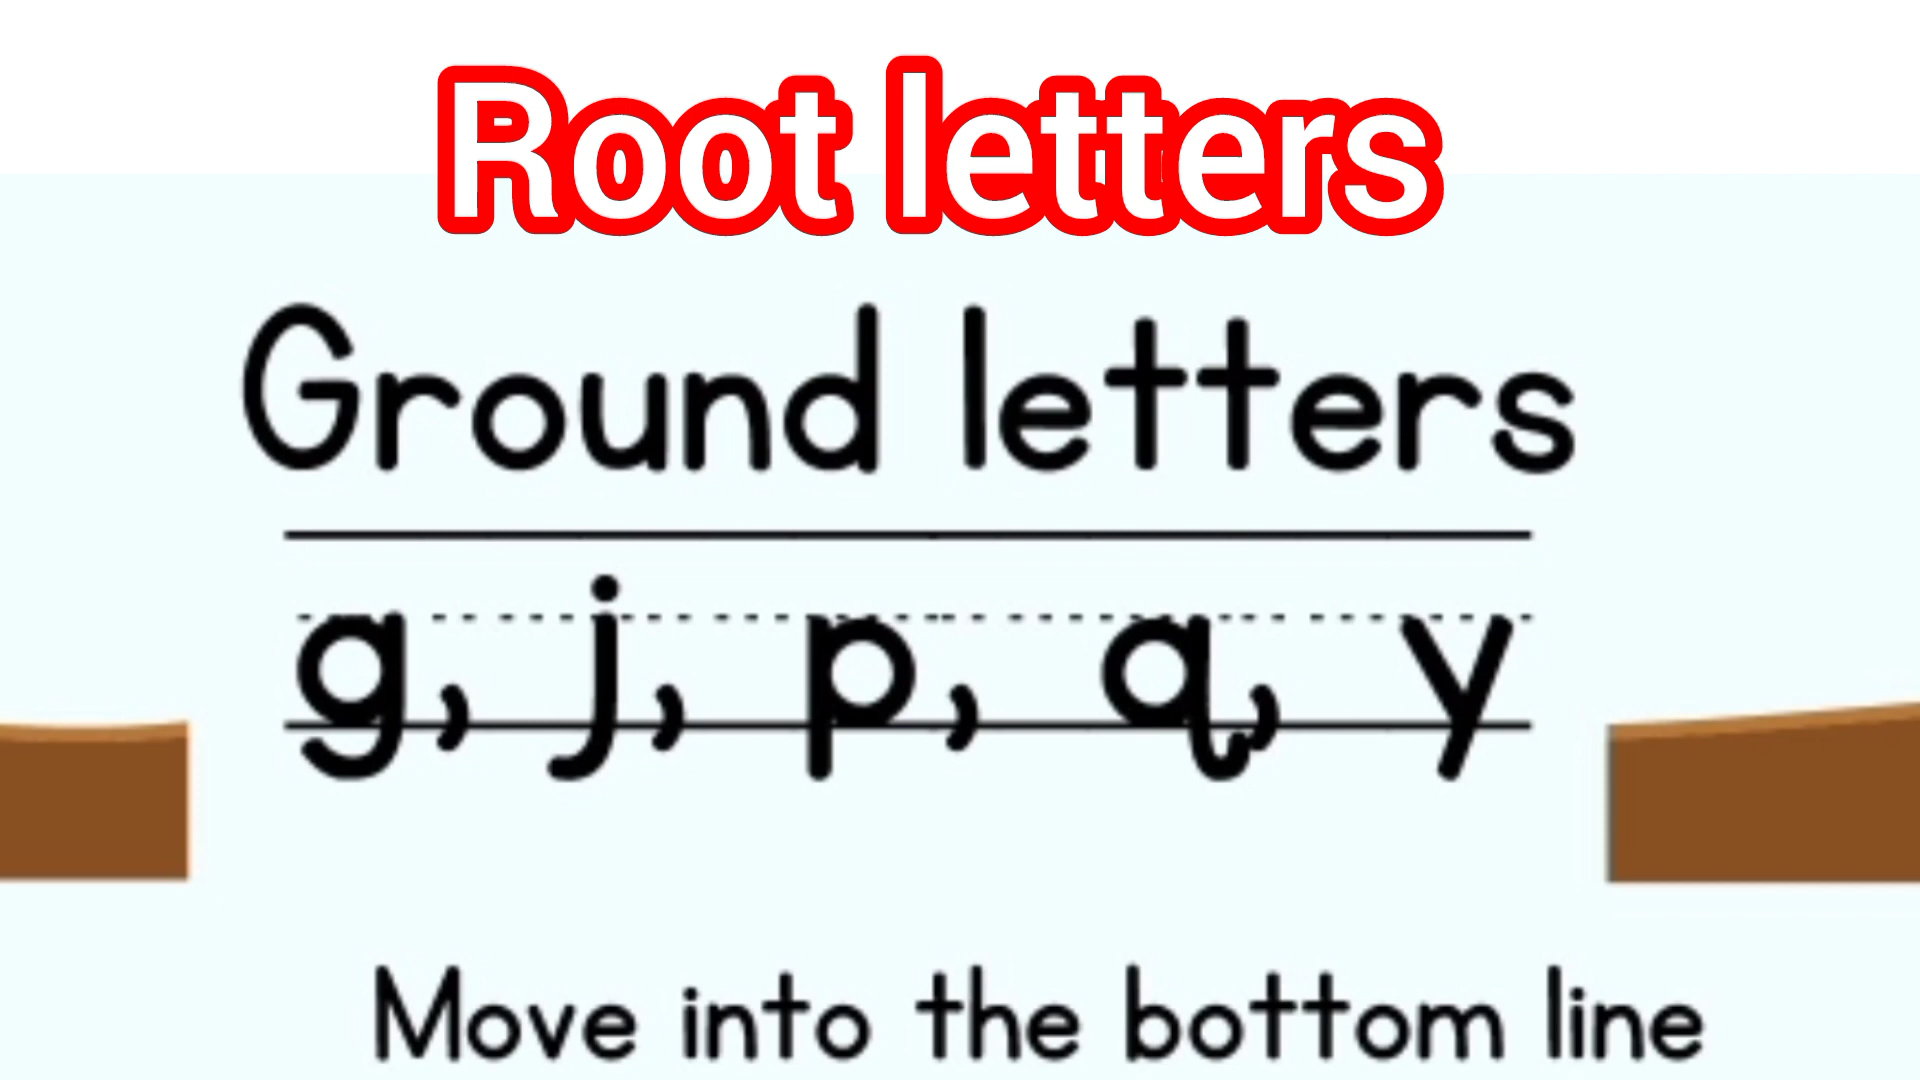 Root letters
Ground letters
g, j, p, q, y
Move into the bottom line